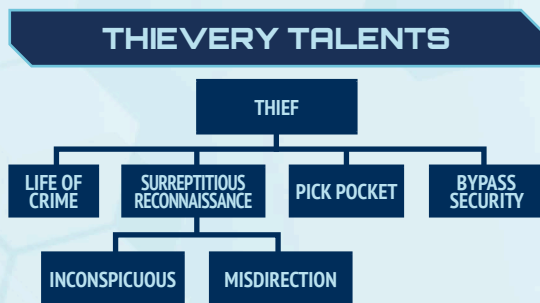 THIEVERY TALENTS
THIEF
LIFE OF
CRIME
SURREPTITIOUS
RECONNAISSANCE
PICK POCKET
BYPASS
SECURITY
INCONSPICUOUS
MISDIRECTION